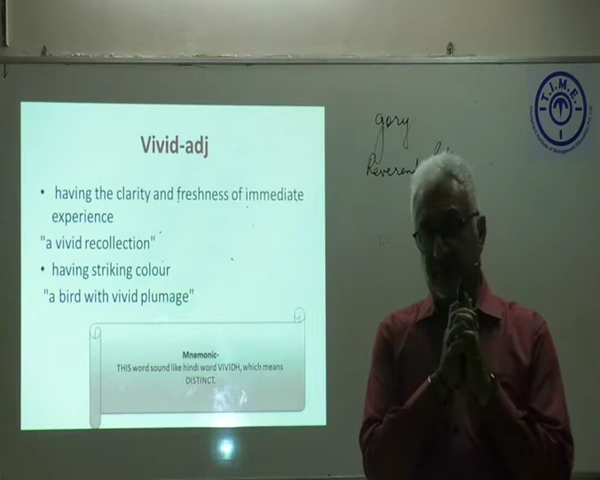 Vivid-adj
• having the clarity and freshness of immediate
experience
"a vivid recollection"
• having striking colour
"a bird with vivid plumage"
Mnemonic-
THIS word sound like hindi word VIVIDH, which means
DISTINCT.
gory
T.I.M.E.